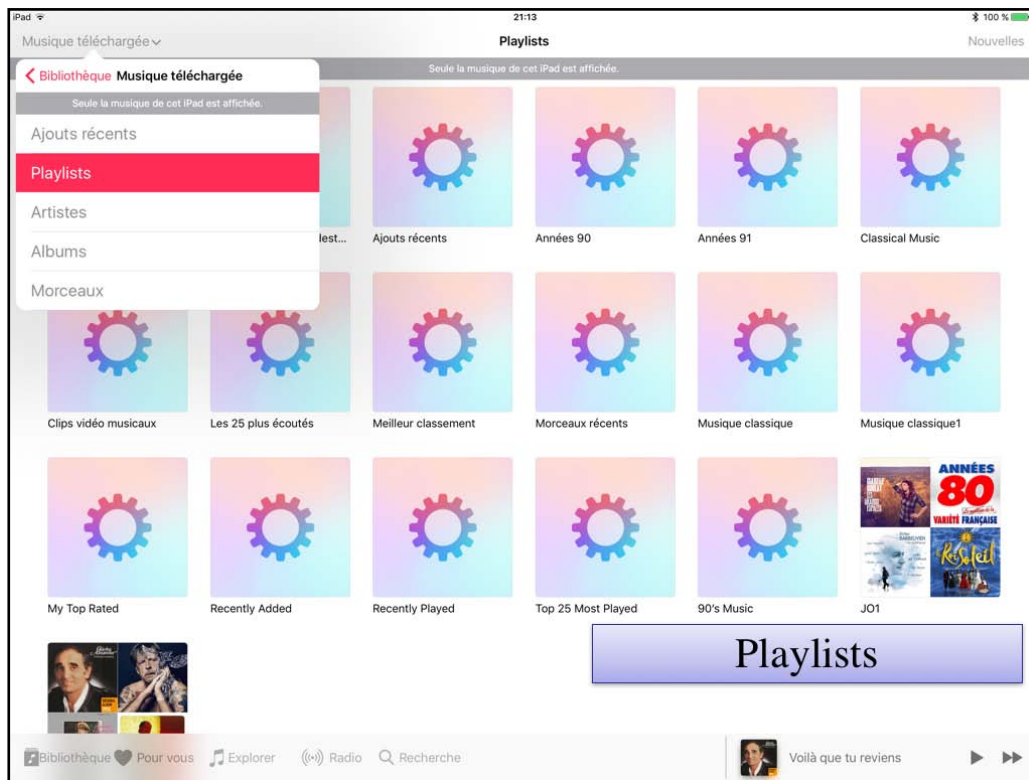 iPad
21:13
100 %
Musique téléchargée
Playlists
Nouvelles
Seule la musique de cet iPad est affichée.
Bibliothèque Musique téléchargée
Seule la musique de cet iPad est affichée.
Ajouts récents
Playlists
Artistes
Albums
Morceaux
lest...
Ajouts récents
Années 90
Années 91
Classical Music
Clips vidéo musicaux
Les 25 plus écoutés
Meilleur classement
Morceaux récents
Musique classique
Musique classique1
ANNÉES
80
VARIÉTÉ FRANÇAISE
Le Roi Soleil
My Top Rated
Recently Added
Recently Played
Top 25 Most Played
90's Music
JO1
Playlists
Bibliothèque
Pour vous
Explorer
Radio
Recherche
Voilà que tu reviens